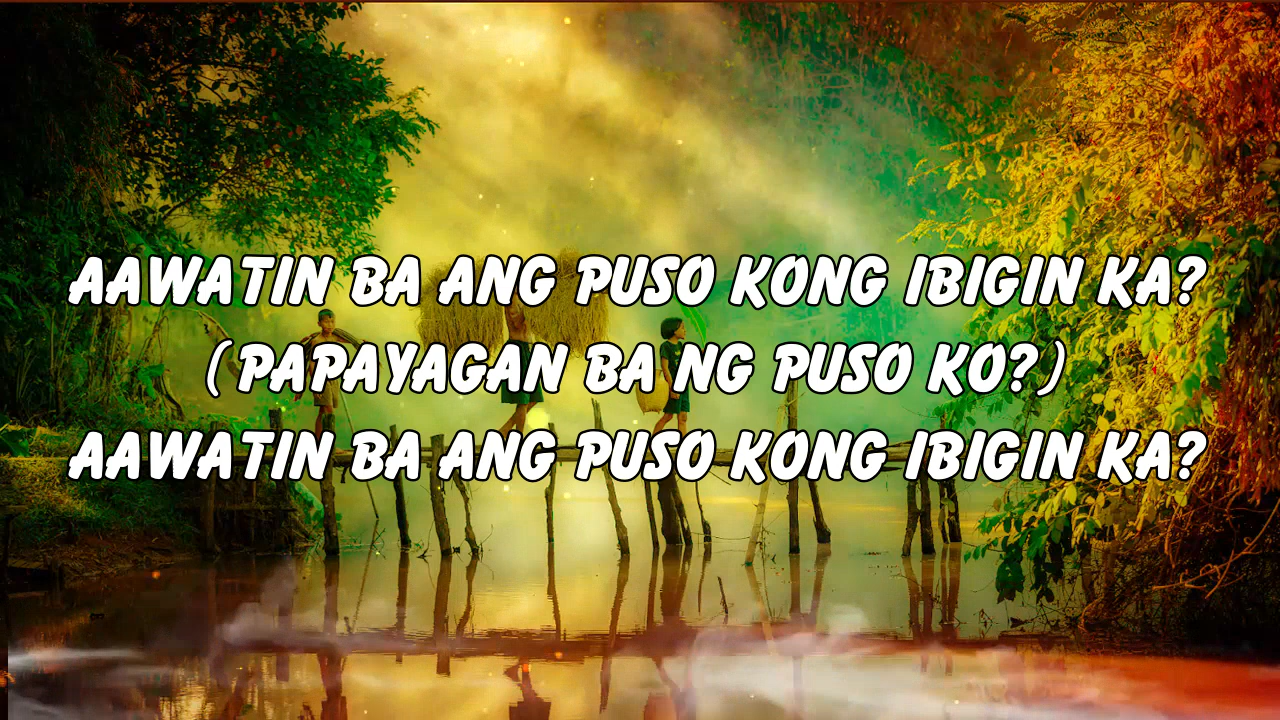 AAWATIN BA ANG PUSO KONG IBIGIN KA?
(PAPAYAGAN BA NG PUSO KO?)
AAWATIN BA ANG PUSO KONG IBIGIN KA?